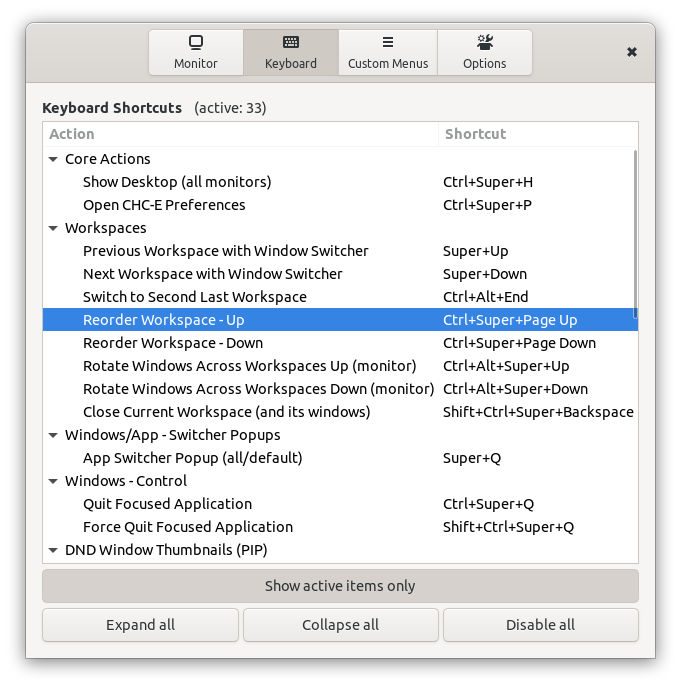 Monitor Keyboard Custom Menus Options
Keyboard Shortcuts (active: 33)
Action Shortcut
Core Actions
Show Desktop (all monitors) Ctrl+Super+H
Open CHC-E Preferences Ctrl+Super+P
Workspaces
Previous Workspace with Window Switcher Super+Up
Next Workspace with Window Switcher Super+Down
Switch to Second Last Workspace Ctrl+Alt+End
Reorder Workspace - Up Ctrl+Super+Page Up
Reorder Workspace - Down Ctrl+Super+Page Down
Rotate Windows Across Workspaces Up (monitor) Ctrl+Alt+Super+Up
Rotate Windows Across Workspaces Down (monitor) Ctrl+Alt+Super+Down
Close Current Workspace (and its windows) Shift+Ctrl+Super+Backspace
Windows/App - Switcher Popups
App Switcher Popup (all/default) Super+Q
Windows - Control
Quit Focused Application Ctrl+Super+Q
Force Quit Focused Application Shift+Ctrl+Super+Q
DND Window Thumbnails (PIP)
Show active items only
Expand all Collapse all Disable all